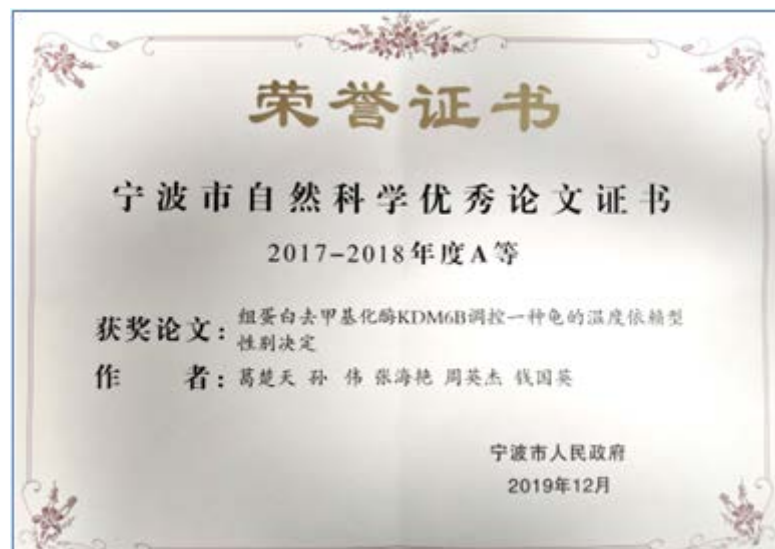 荣誉证书
宁波市自然科学优秀论文证书
2017-2018年度A等
获奖论文：组蛋白去甲基化酶KDM6B调控一种龟的温度依赖型
性别决定
作 者：葛楚天 孙 伟 张海艳 周英杰 钱国英
宁波市人民政府
2019年12月